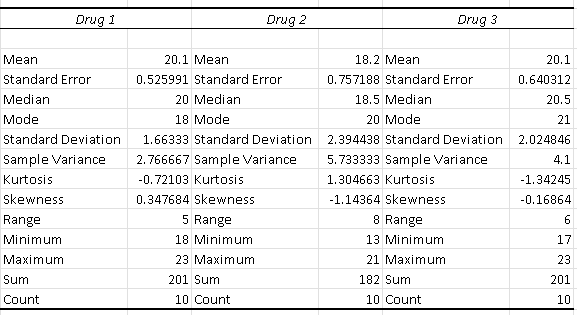 Drug 1 Drug 2 Drug 3
Mean 20.1 Mean 18.2 Mean 20.1
Standard Error 0.525991 Standard Error 0.757188 Standard Error 0.640312
Median 20 Median 18.5 Median 20.5
Mode 18 Mode 20 Mode 21
Standard Deviation 1.66333 Standard Deviation 2.394438 Standard Deviation 2.024846
Sample Variance 2.766667 Sample Variance 5.733333 Sample Variance 4.1
Kurtosis -0.72103 Kurtosis 1.304663 Kurtosis -1.34245
Skewness 0.347684 Skewness -1.14364 Skewness -0.16864
Range 5 Range 8 Range 6
Minimum 18 Minimum 13 Minimum 17
Maximum 23 Maximum 21 Maximum 23
Sum 201 Sum 182 Sum 201
Count 10 Count 10 Count 10